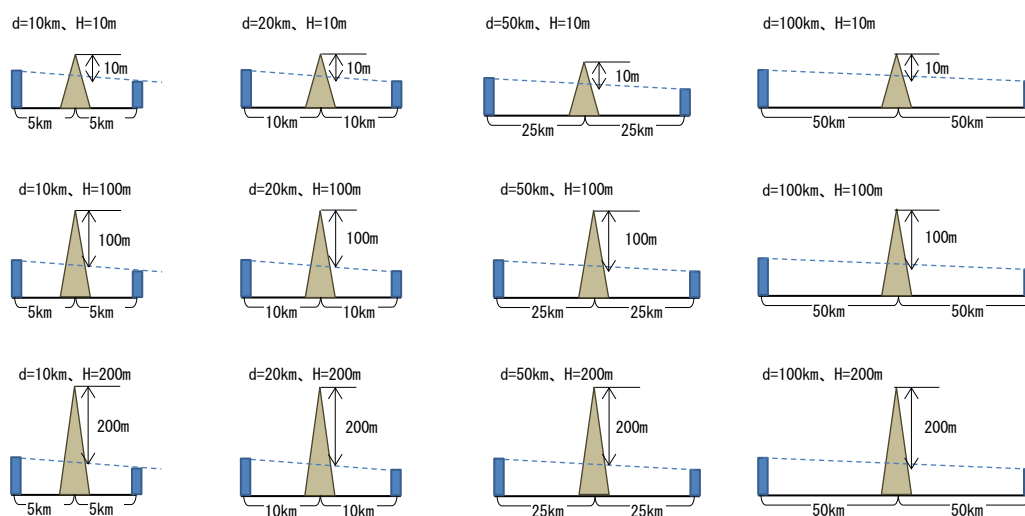 d=10km、H=10m
10m
5km 5km
d=20km、H=10m
10m
10km 10km
d=50km、H=10m
10m
25km 25km
d=100km、H=10m
10m
50km 50km
d=10km、H=100m
100m
5km 5km
d=20km、H=100m
100m
10km 10km
d=50km、H=100m
100m
25km 25km
d=100km、H=100m
100m
50km 50km
d=10km、H=200m
200m
5km 5km
d=20km、H=200m
200m
10km 10km
d=50km、H=200m
200m
25km 25km
d=100km、H=200m
200m
50km 50km